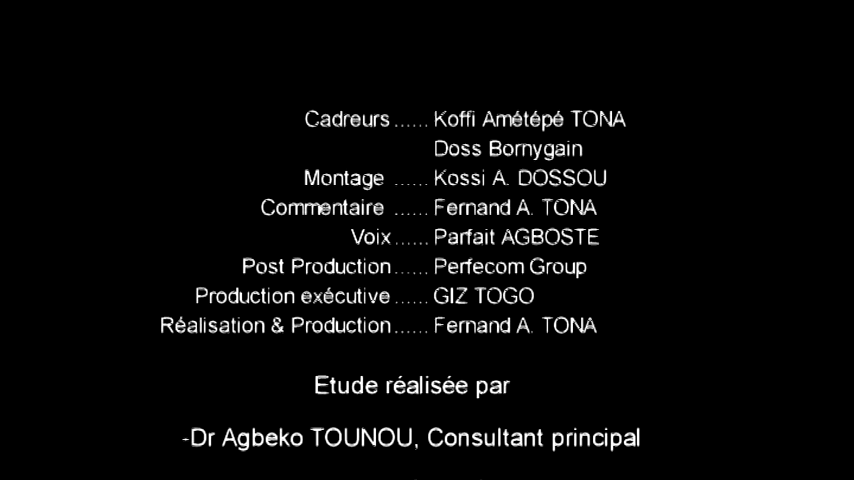 Cadreurs ...... Koffi Amétépé TONA
Doss Bornygain
Montage ...... Kossi A. DOSSOU
Commentaire ...... Fernand A. TONA
Voix ...... Parfait AGBOSTE
Post Production ...... Perfecom Group
Production exécutive ...... GIZ TOGO
Réalisation & Production ...... Fernand A. TONA
Etude réalisée par
-Dr Agbeko TOUNOU, Consultant principal